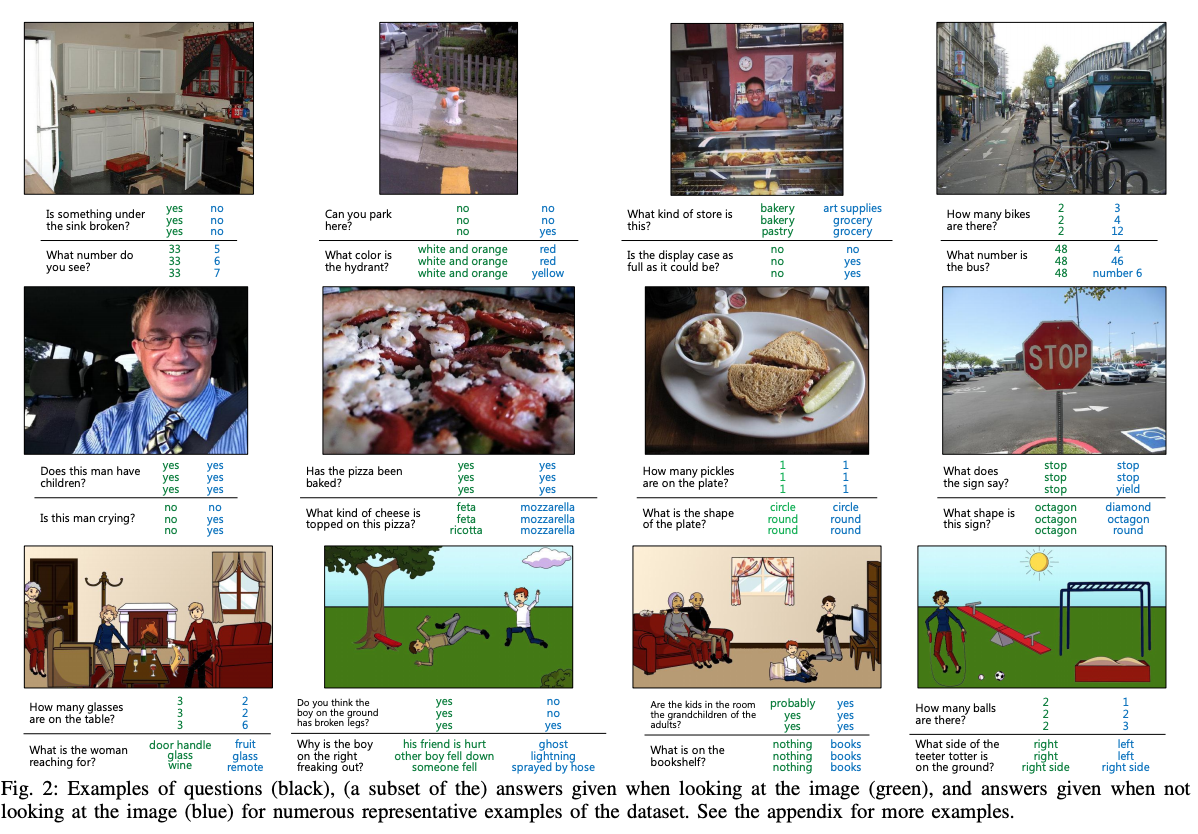 48
STOP
Is something under
the sink broken?
yes
yes
yes
no
no
no
What number do
you see?
33
33
33
5
6
7
Can you park
here?
no
no
no
no
no
yes
What color is
the hydrant?
white and orange
white and orange
white and orange
red
red
yellow
What kind of store is
this?
bakery
bakery
pastry
art supplies
grocery
grocery
Is the display case as
full as it could be?
no
no
no
no
yes
yes
How many bikes
are there?
2
2
2
3
4
12
What number is
the bus?
48
48
48
4
46
number 6
Does this man have
children?
yes
yes
yes
yes
yes
yes
Is this man crying?
no
no
no
no
yes
yes
Has the pizza been
baked?
yes
yes
yes
yes
yes
yes
What kind of cheese is
topped on this pizza?
feta
feta
ricotta
mozzarella
mozzarella
mozzarella
How many pickles
are on the plate?
1
1
1
1
1
1
What is the shape
of the plate?
circle
round
round
circle
round
round
What does
the sign say?
stop
stop
stop
stop
stop
yield
What shape is
this sign?
octagon
octagon
octagon
diamond
octagon
round
How many glasses
are on the table?
3
3
3
2
2
6
What is the woman
reaching for?
door handle
glass
wine
fruit
glass
remote
Do you think the
boy on the ground
has broken legs?
yes
no
yes
no
no
yes
Why is the boy
on the right
freaking out?
his friend is hurt
other boy fell down
someone fell
ghost
lightning
sprayed by hose
Are the kids in the room
the grandchildren of the
adults?
probably
yes
yes
yes
yes
yes
What is on the
bookshelf?
nothing
nothing
nothing
books
books
books
How many balls
are there?
2
2
2
1
2
3
What side of the
teeter totter is
on the ground?
right
right
right side
left
left
right side
Fig. 2: Examples of questions (black), (a subset of the) answers given when looking at the image (green), and answers given when not
looking at the image (blue) for numerous representative examples of the dataset. See the appendix for more examples.